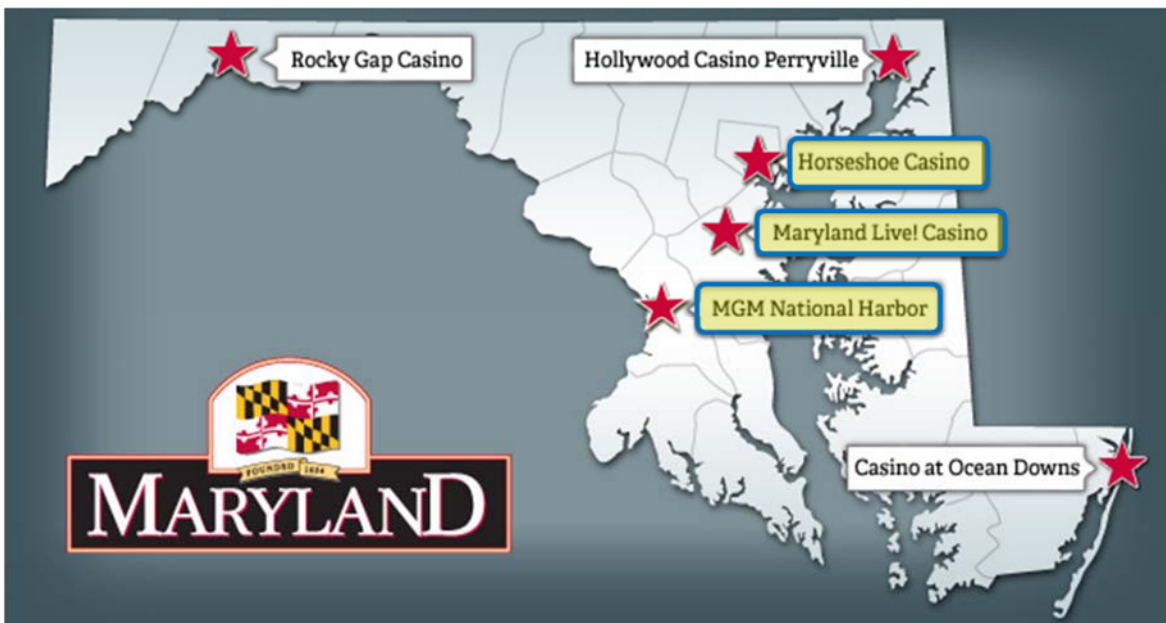 Rocky Gap Casino
Hollywood Casino Perryville
Horseshoe Casino
Maryland Live! Casino
MGM National Harbor
Casino at Ocean Downs
FOUNDED 1634
MARYLAND